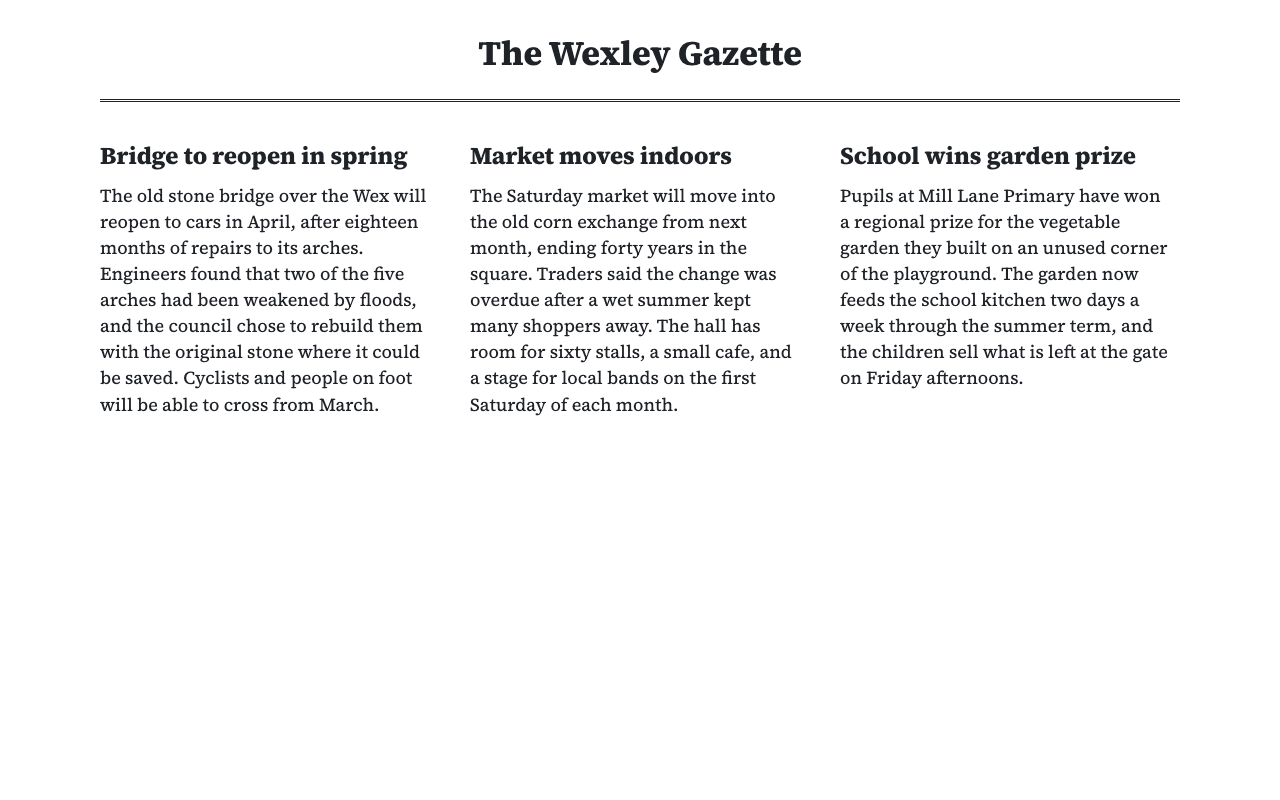 The Wexley Gazette
Bridge to reopen in spring
The old stone bridge over the Wex will
reopen to cars in April, after eighteen
months of repairs to its arches.
Engineers found that two of the five
arches had been weakened by floods,
and the council chose to rebuild them
with the original stone where it could
be saved. Cyclists and people on foot
will be able to cross from March.
Market moves indoors
The Saturday market will move into
the old corn exchange from next
month, ending forty years in the
square. Traders said the change was
overdue after a wet summer kept
many shoppers away. The hall has
room for sixty stalls, a small cafe, and
a stage for local bands on the first
Saturday of each month.
School wins garden prize
Pupils at Mill Lane Primary have won
a regional prize for the vegetable
garden they built on an unused corner
of the playground. The garden now
feeds the school kitchen two days a
week through the summer term, and
the children sell what is left at the gate
on Friday afternoons.